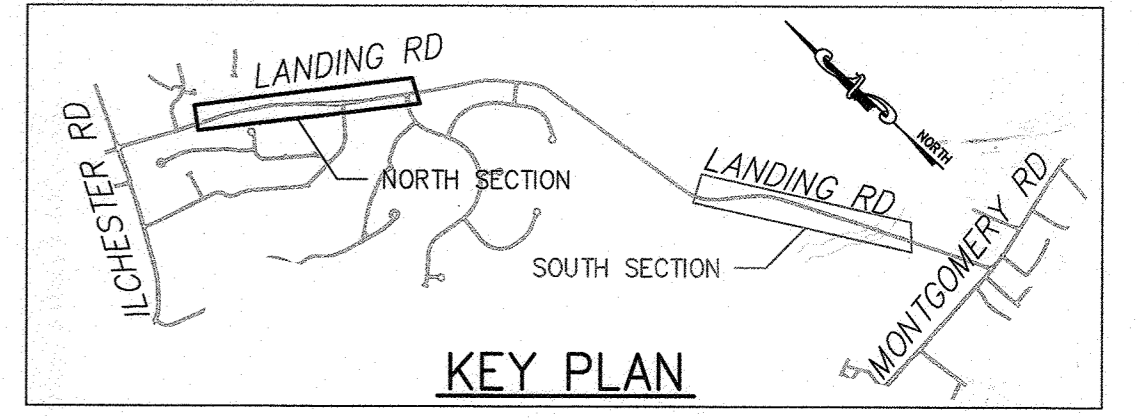 LANDING RD
ILCHESTER RD
NORTH SECTION
NORTH
LANDING RD
SOUTH SECTION
MONTGOMERY RD
KEY PLAN